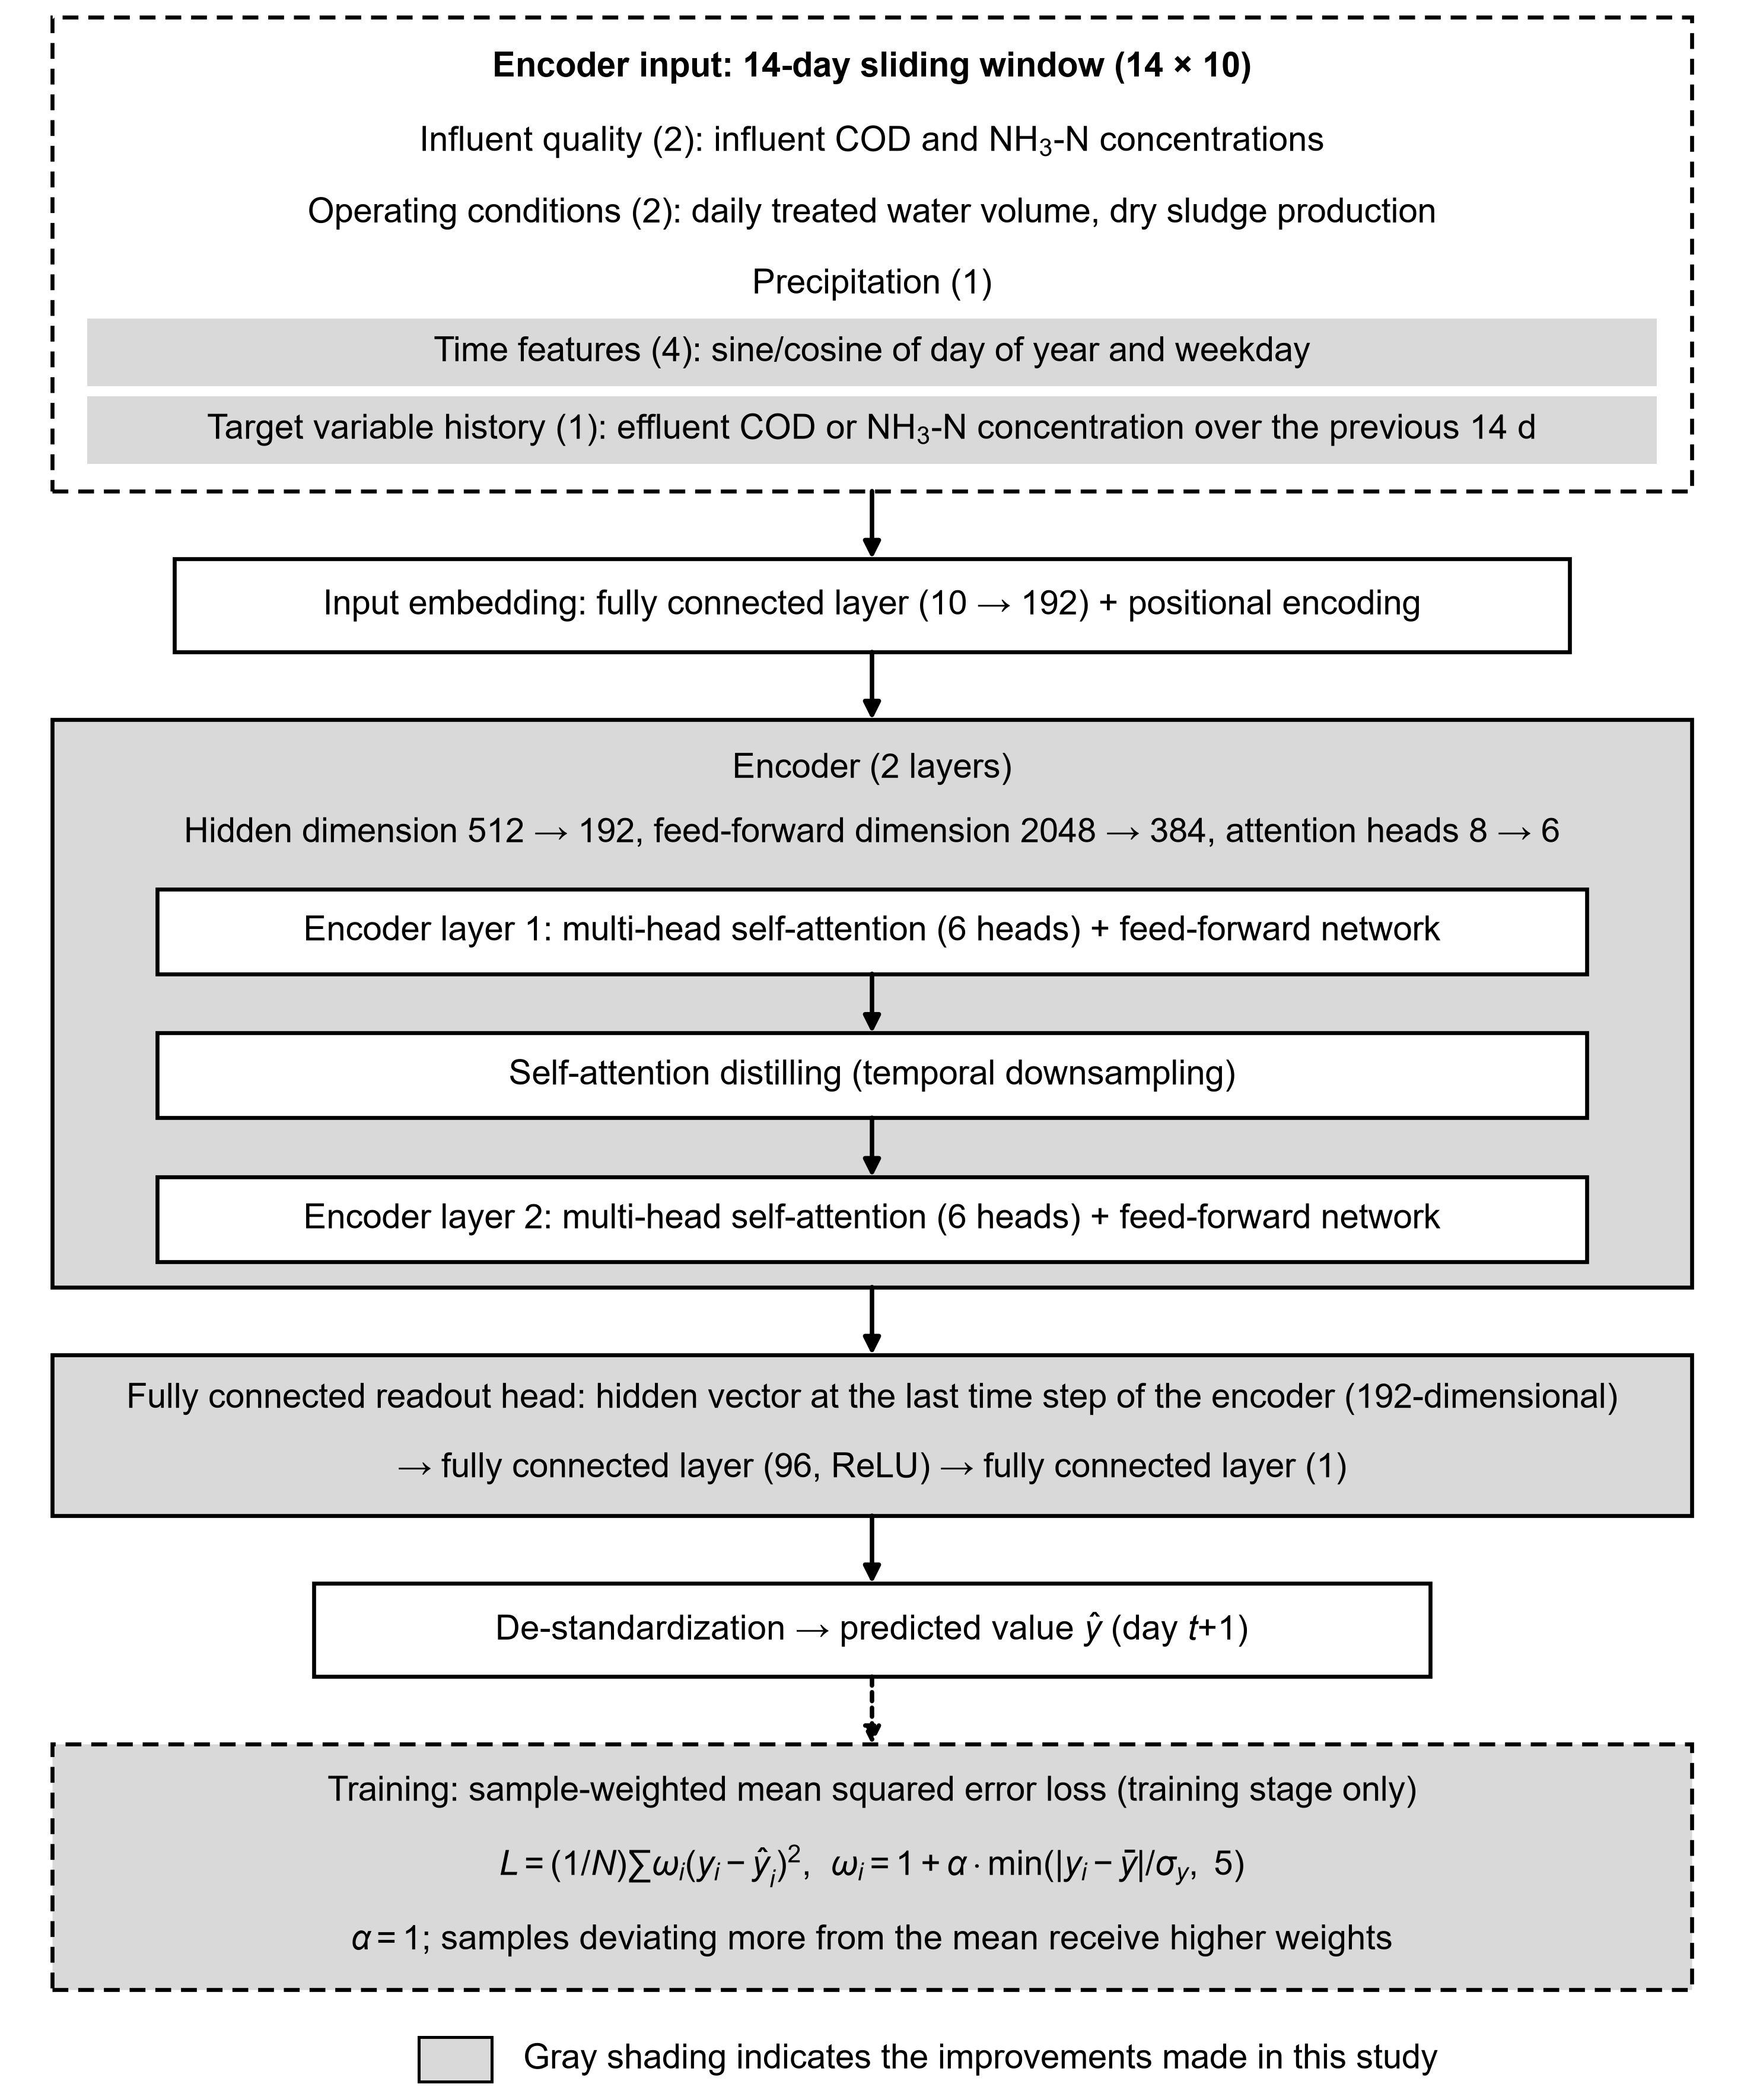 Encoder input: 14-day sliding window (14 × 10)
Influent quality (2): influent COD and NH₃-N concentrations
Operating conditions (2): daily treated water volume, dry sludge production
Precipitation (1)
Time features (4): sine/cosine of day of year and weekday
Target variable history (1): effluent COD or NH₃-N concentration over the previous 14 d
Input embedding: fully connected layer (10 → 192) + positional encoding
Encoder (2 layers)
Hidden dimension 512 → 192, feed-forward dimension 2048 → 384, attention heads 8 → 6
Encoder layer 1: multi-head self-attention (6 heads) + feed-forward network
Self-attention distilling (temporal downsampling)
Encoder layer 2: multi-head self-attention (6 heads) + feed-forward network
Fully connected readout head: hidden vector at the last time step of the encoder (192-dimensional)
→ fully connected layer (96, ReLU) → fully connected layer (1)
De-standardization → predicted value ŷ (day t+1)
Training: sample-weighted mean squared error loss (training stage only)
L = (1/N)∑ωᵢ(yᵢ − ŷᵢ)², ωᵢ = 1 + α · min(|yᵢ − ȳ|/σ_y, 5)
α = 1; samples deviating more from the mean receive higher weights
Gray shading indicates the improvements made in this study